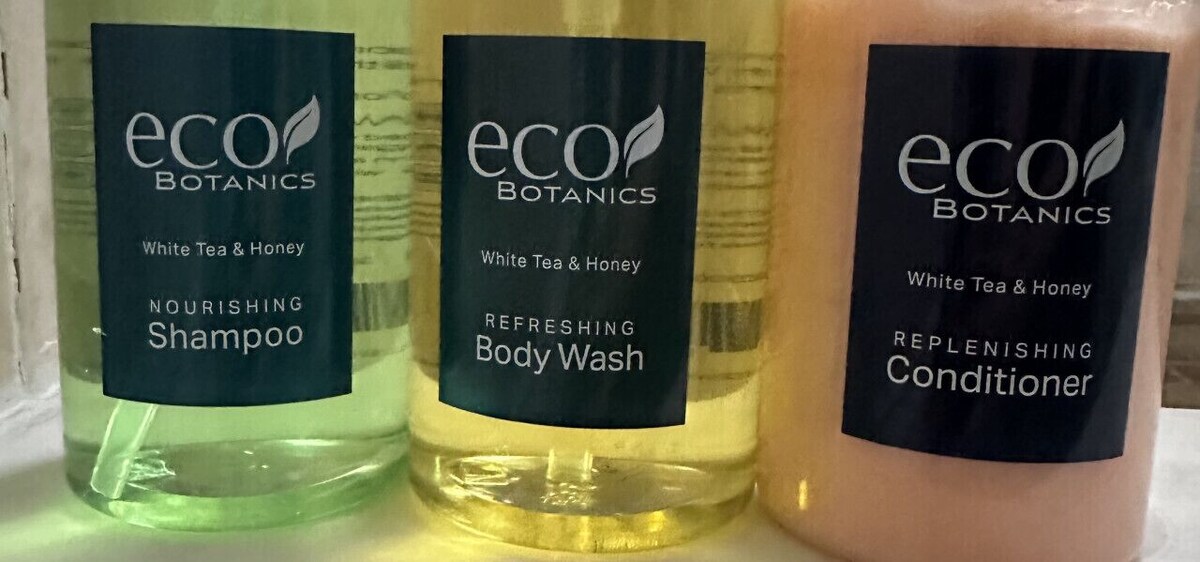 eco
BOTANICS
White Tea & Honey
NOURISHING
Shampoo
eco
BOTANICS
White Tea & Honey
REFRESHING
Body Wash
eco
BOTANICS
White Tea & Honey
REPLENISHING
Conditioner